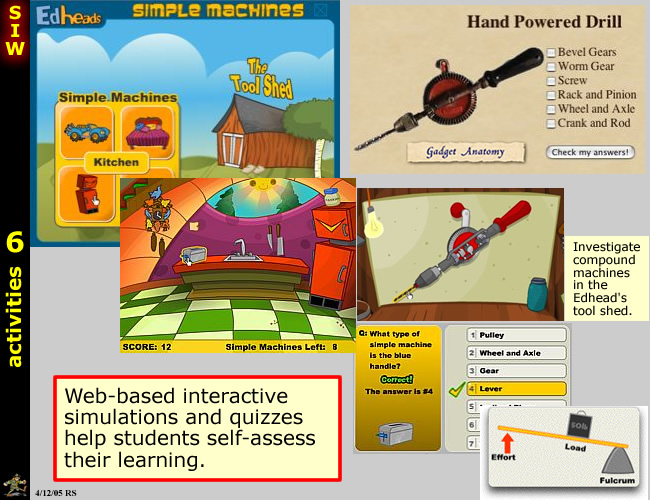 S
I
W
6
activities
4/12/05 RS
Edheads
SIMPLE MACHINES
The
Tool Shed
Simple Machines
Kitchen
Hand Powered Drill
Bevel Gears
Worm Gear
Screw
Rack and Pinion
Wheel and Axle
Crank and Rod
Gadget Anatomy
Check my answers!
SCORE: 12
Simple Machines Left: 8
Investigate
compound
machines
in the
Edhead's
tool shed.
Q: What type of
simple machine
is the blue
handle?
Correct!
The answer is #4
1 Pulley
2 Wheel and Axle
3 Gear
4 Lever
5
6
7
Web-based interactive
simulations and quizzes
help students self-assess
their learning.
50lb
Effort
Load
Fulcrum